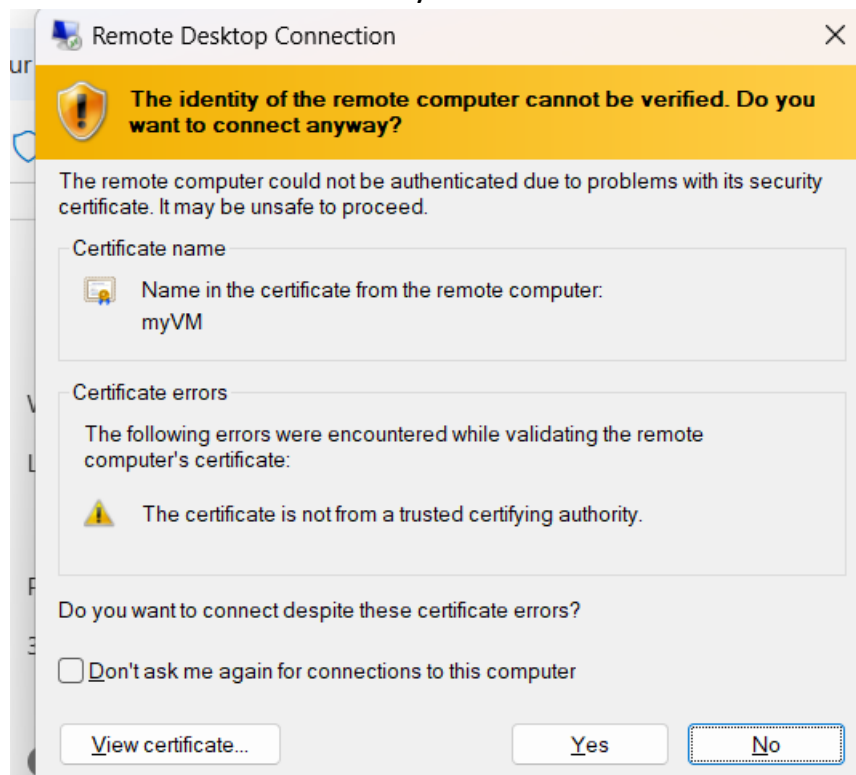 Remote Desktop Connection
ur
The identity of the remote computer cannot be verified. Do you
want to connect anyway?
The remote computer could not be authenticated due to problems with its security
certificate. It may be unsafe to proceed.
Certificate name
Name in the certificate from the remote computer:
myVM
Certificate errors
The following errors were encountered while validating the remote
computer's certificate:
The certificate is not from a trusted certifying authority.
Do you want to connect despite these certificate errors?
Don't ask me again for connections to this computer
View certificate...
Yes
No